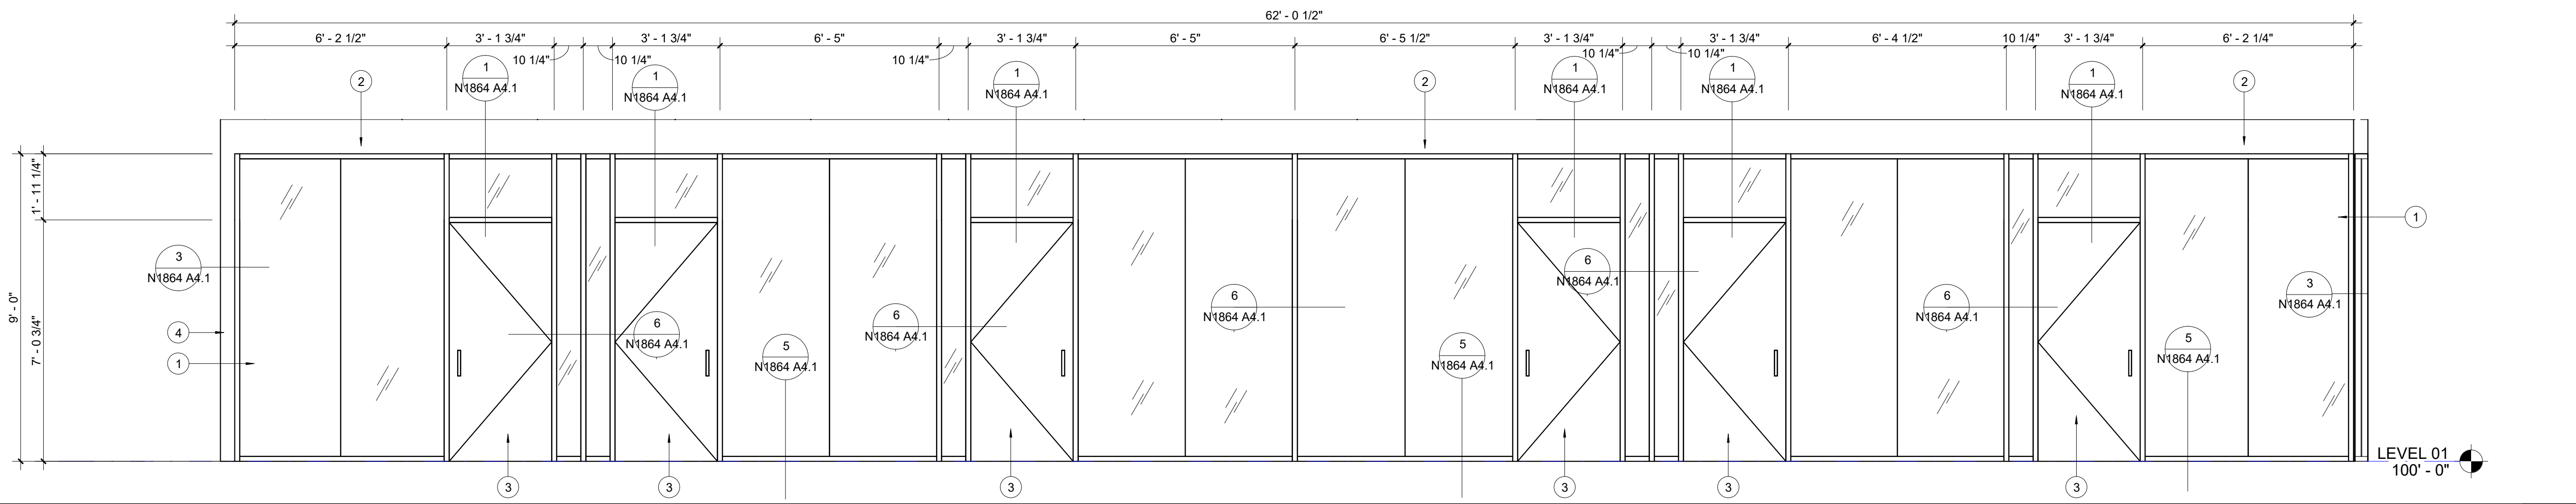 62' - 0 1/2"
6' - 2 1/2"
3' - 1 3/4"
10 1/4"
10 1/4"
3' - 1 3/4"
6' - 5"
10 1/4"
3' - 1 3/4"
6' - 5"
6' - 5 1/2"
3' - 1 3/4"
10 1/4"
10 1/4"
3' - 1 3/4"
6' - 4 1/2"
10 1/4"
3' - 1 3/4"
6' - 2 1/4"
2
1
N1864 A4.1
1
N1864 A4.1
1
N1864 A4.1
2
1
N1864 A4.1
1
N1864 A4.1
1
N1864 A4.1
2
1' - 11 1/4"
9' - 0"
7' - 0 3/4"
3
N1864 A4.1
4
1
6
N1864 A4.1
5
N1864 A4.1
6
N1864 A4.1
6
N1864 A4.1
5
N1864 A4.1
6
N1864 A4.1
6
N1864 A4.1
5
N1864 A4.1
3
N1864 A4.1
1
3
3
3
3
3
3
LEVEL 01
100' - 0"